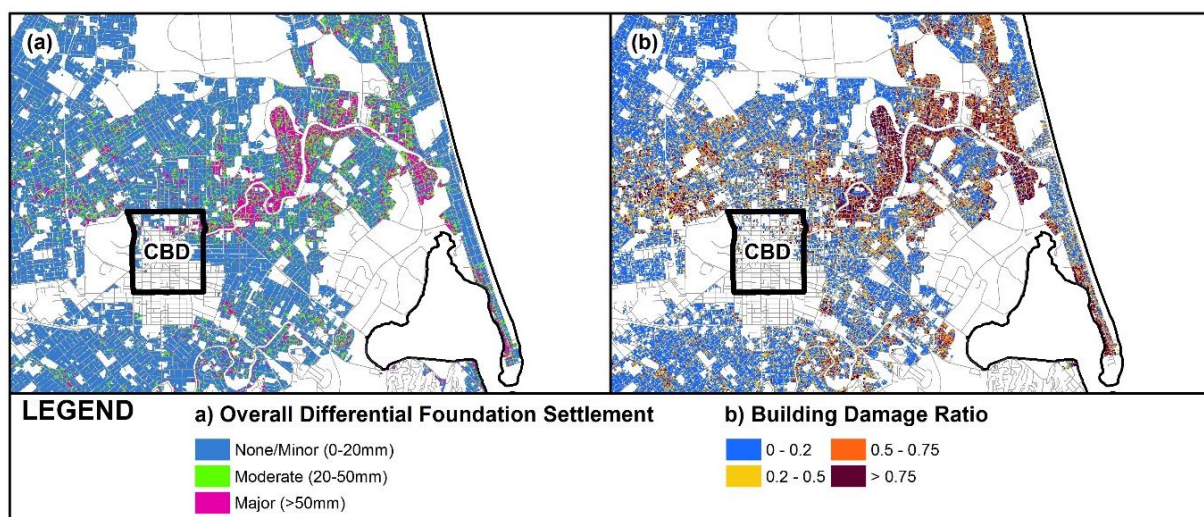 (a)
(b)
CBD
CBD
LEGEND
a) Overall Differential Foundation Settlement
None/Minor (0-20mm)
Moderate (20-50mm)
Major (>50mm)
b) Building Damage Ratio
0 - 0.2
0.5 - 0.75
0.2 - 0.5
> 0.75